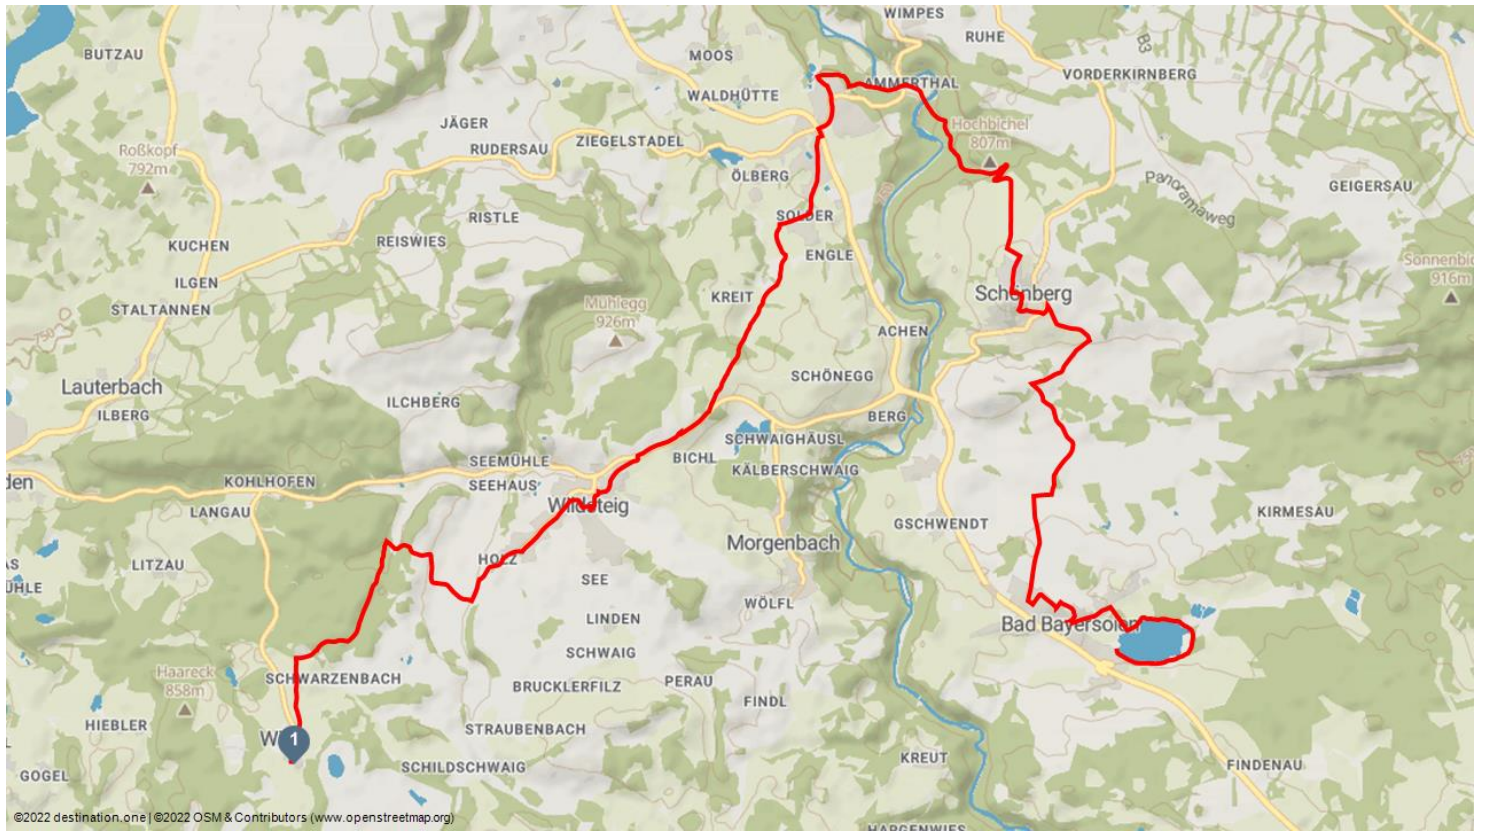 WIMPES
BUTZAU
MOOS
RUHE
B3
VORDERKIRNBERG
WALDHÜTTE
AMMERTHAL
JÄGER
Hochbichel
807m
ZIEGELSTADEL
RUDERSAU
Roßkopf
792m
ÖLBERG
Panoramaweg
GEIGERSAU
RISTLE
SOLDER
KUCHEN
REISWIES
ENGLE
ILGEN
KREIT
Schönberg
916m
STALTANNEN
750
Mühlegg
926m
ACHEN
SCHÖNEGG
Lauterbach
ILBERG
ILCHBERG
BERG
SCHWAIGHÄUSL
SEEMÜHLE
BICHL
KÄLBERSCHWAIG
KOHLHOFEN
SEEHAUS
Wildsteig
LANGAU
GSCHWENDT
KIRMESAU
Morgenbach
HOLZ
LITZAU
SEE
WÖLFL
LINDEN
Bad Bayersoien
SCHWAIG
Haareck
858m
SCHWARZENBACH
PERAU
BRUCKLERFILZ
FINDL
HIEBLER
STRAUBENBACH
1
KREUT
SCHILDSCHWAIG
FINDENAU
GOGEL
©2022 destination.one | ©2022 OSM & Contributors (www.openstreetmap.org)